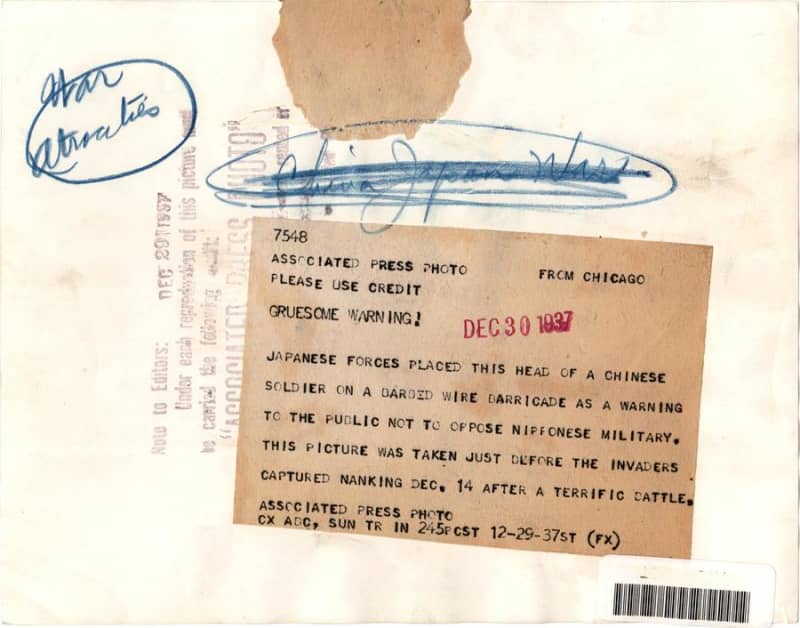 War
Atrocities
China Japan War
Note to Editors: DEC 29 1937
Under each reproduction of this picture must
be carried the following credit:
"ASSOCIATED PRESS PHOTO"
7548
ASSOCIATED PRESS PHOTO FROM CHICAGO
PLEASE USE CREDIT
GRUESOME WARNING!
DEC 30 1937
JAPANESE FORCES PLACED THIS HEAD OF A CHINESE
SOLDIER ON A BARBED WIRE BARRICADE AS A WARNING
TO THE PUBLIC NOT TO OPPOSE NIPPONESE MILITARY.
THIS PICTURE WAS TAKEN JUST BEFORE THE INVADERS
CAPTURED NANKING DEC. 14 AFTER A TERRIFIC BATTLE.
ASSOCIATED PRESS PHOTO
CX ABC, SUN TR IN 245PCST 12-29-37ST (FX)